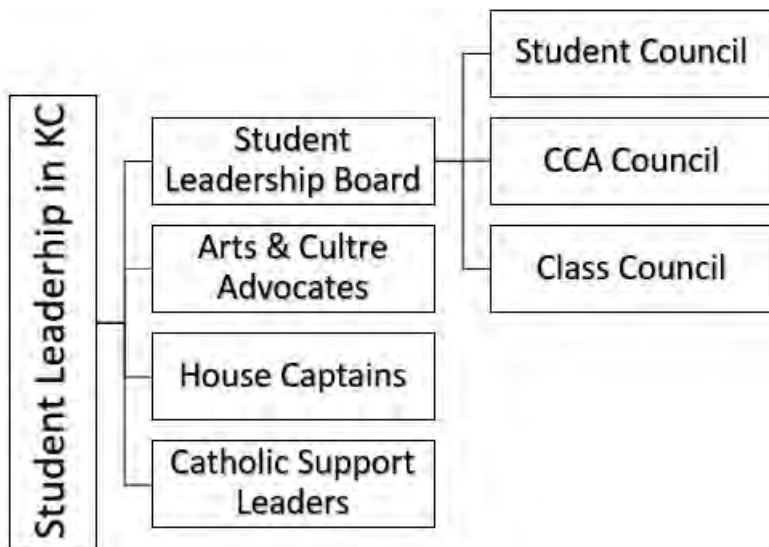 Student Leaderhip in KC
Student
Leadership Board
Arts & Cultre
Advocates
House Captains
Catholic Support
Leaders
Student Council
CCA Council
Class Council